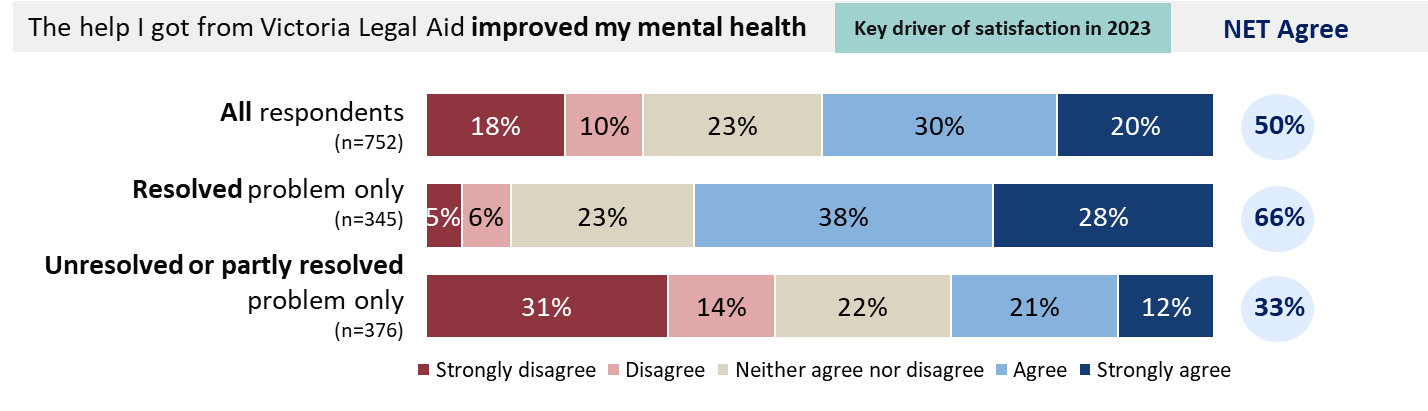 The help I got from Victoria Legal Aid improved my mental health
Key driver of satisfaction in 2023
NET Agree
All respondents
(n=752)
18% 10% 23% 30% 20% 50%
Resolved problem only
(n=345)
5% 6% 23% 38% 28% 66%
Unresolved or partly resolved
problem only
(n=376)
31% 14% 22% 21% 12% 33%
Strongly disagree Disagree Neither agree nor disagree Agree Strongly agree